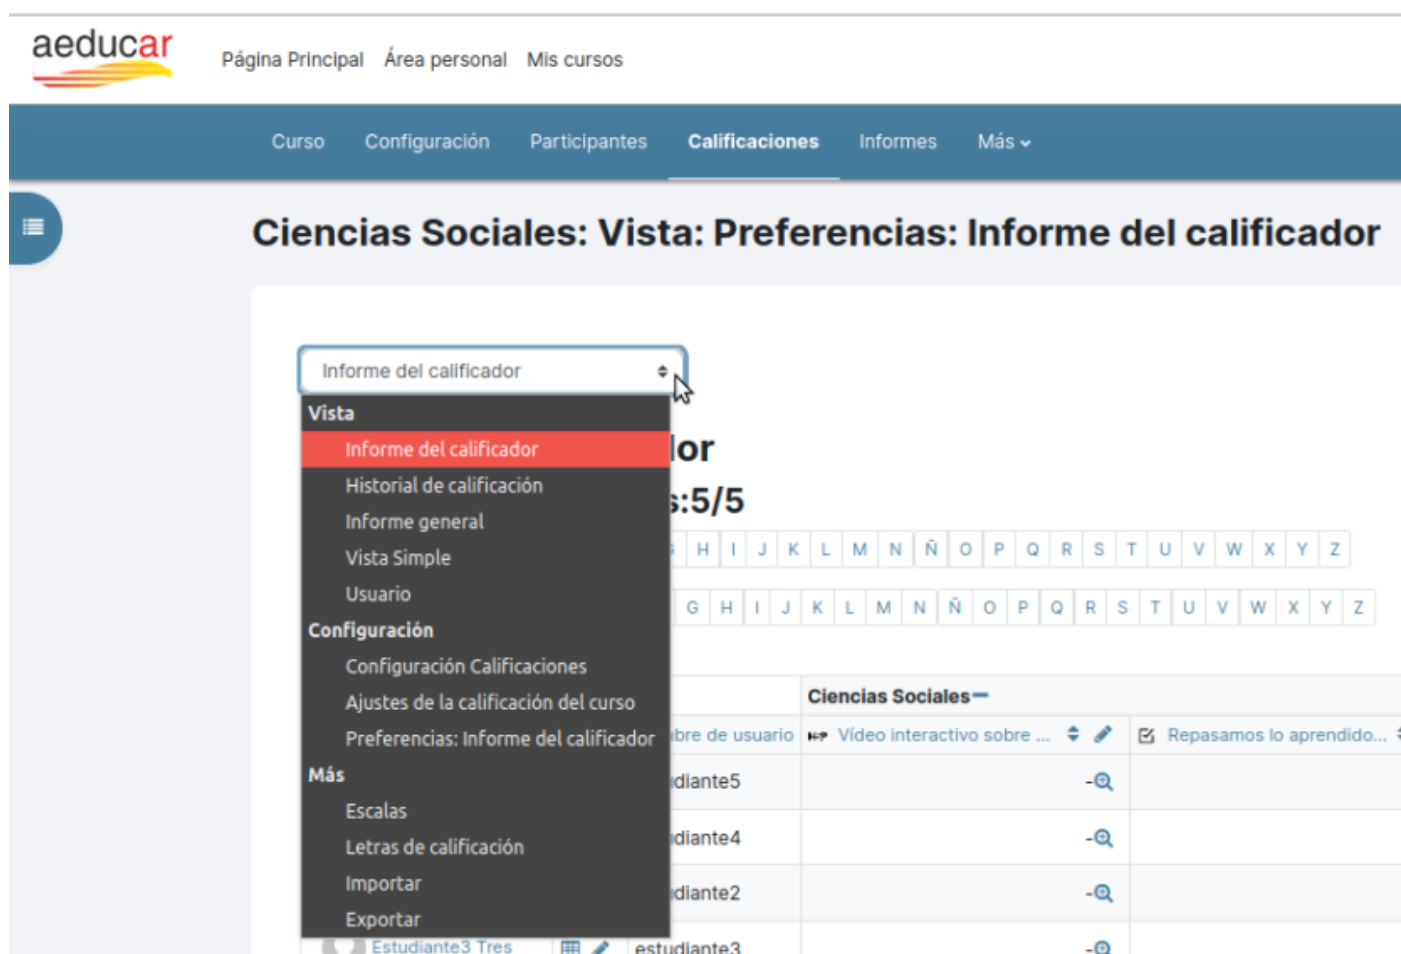 aeducar
Página Principal Área personal Mis cursos
Curso Configuración Participantes Calificaciones Informes Más
Ciencias Sociales: Vista: Preferencias: Informe del calificador
Informe del calificador
Vista
Informe del calificador
Historial de calificación
Informe general
Vista Simple
Usuario
Configuración
Configuración Calificaciones
Ajustes de la calificación del curso
Preferencias: Informe del calificador
Más
Escalas
Letras de calificación
Importar
Exportar
or
:5/5
H I J K L M N Ñ O P Q R S T U V W X Y Z
G H I J K L M N Ñ O P Q R S T U V W X Y Z
Ciencias Sociales
bre de usuario H-P Vídeo interactivo sobre ... Repasamos lo aprendido...
diante5 -
diante4 -
diante2 -
Estudiante3 Tres estudiante3 -